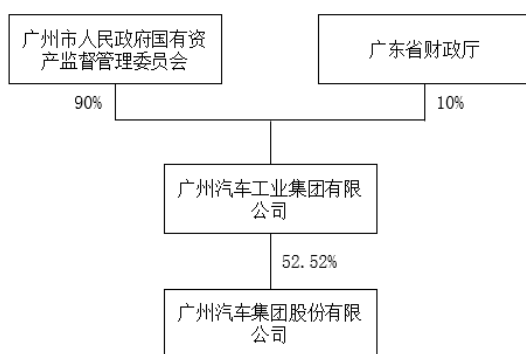 广州市人民政府国有资
产监督管理委员会
广东省财政厅
90%
10%
广州汽车工业集团有限
公司
52.52%
广州汽车集团股份有限
公司